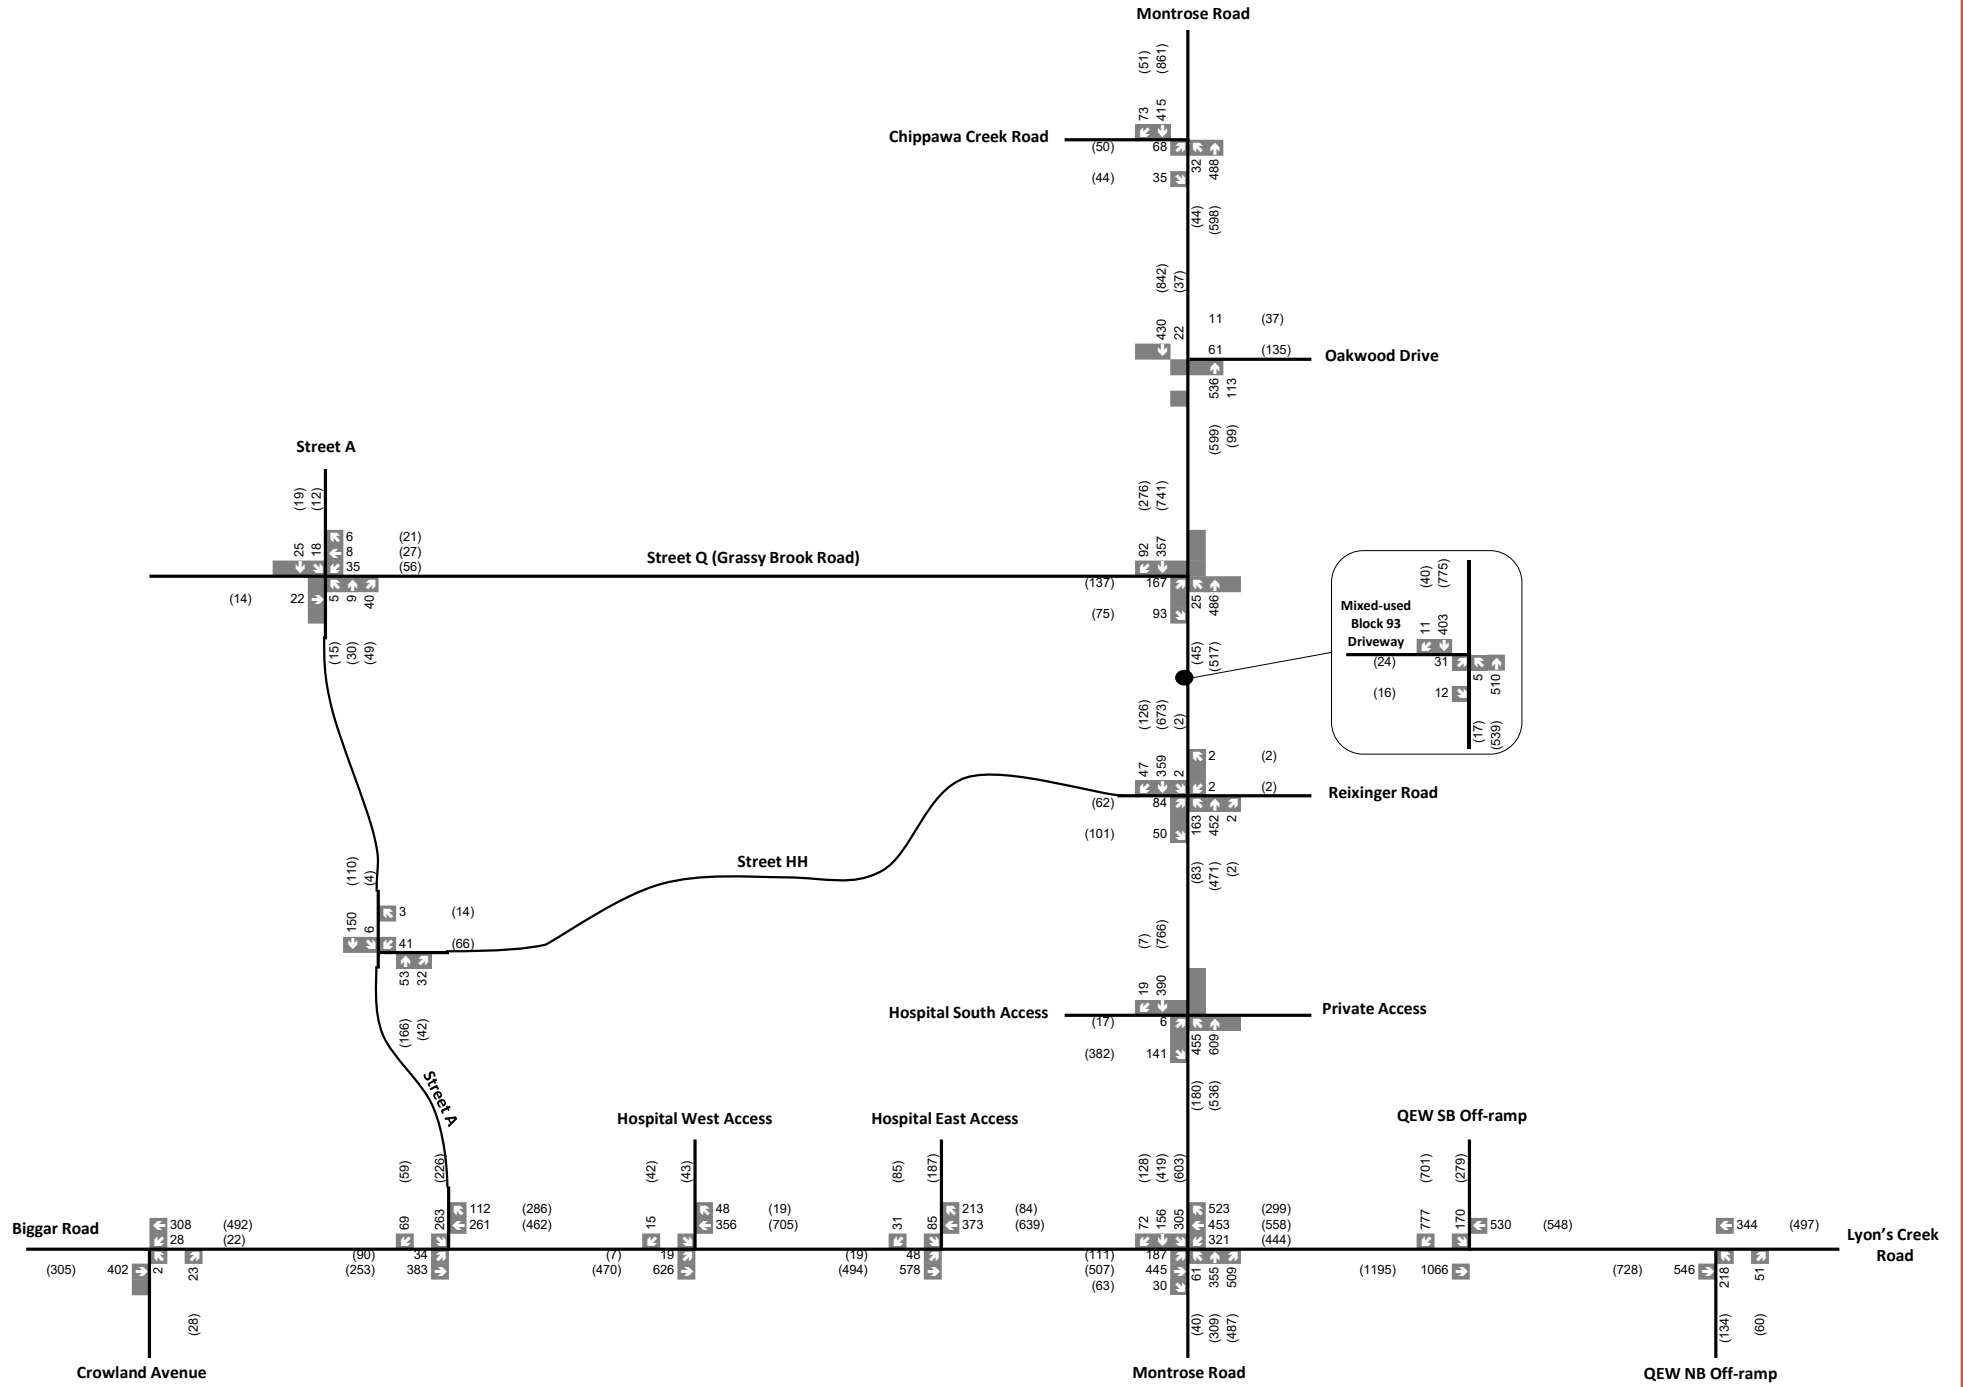 Montrose Road
(51) (861)
73 415
Chippawa Creek Road
(50) 68
32 488
(44) 35
(44) (598)
(842) (37)
430 22
11 (37)
61 (135)
Oakwood Drive
536 113
(599) (99)
Street A
(19) (12)
25 18
6 (21)
8 (27)
35 (56)
Street Q (Grassy Brook Road)
(14) 22
5 9 40
(15) (30) (49)
(276) (741)
92 357
(137) 167
25 486
(75) 93
(45) (517)
(40) (775)
Mixed-used
Block 93
Driveway
11 403
(24) 31
5 510
(16) 12
(17) (539)
(126) (673) (2)
47 359 2
2 (2)
2 (2)
Reixinger Road
(62) 84
163 452 2
(101) 50
(83) (471) (2)
Street HH
(110) (4)
150 6
3 (14)
41 (66)
53 32
(166) (42)
Street A
(7) (766)
19 390
Hospital South Access
Private Access
(17) 6
455 609
(382) 141
(180) (536)
Hospital West Access
Hospital East Access
QEW SB Off-ramp
Biggar Road
308 (492)
28 (22)
(305) 402
2 23
(28)
Crowland Avenue
(59) (226)
69 263
112 (286)
261 (462)
(90) 34
(253) 383
(42) (43)
15 85
48 (19)
356 (705)
(7) 19
(470) 626
(85) (187)
31
213 (84)
373 (639)
(19) 48
(494) 578
(128) (419) (603)
72 156 305
523 (299)
453 (558)
321 (444)
(111) 187
(507) 445
(63) 30
61 355 509
(40) (309) (487)
Montrose Road
(701) (279)
777 170
530 (548)
(1195) 1066
344 (497)
Lyon's Creek
Road
(728) 546
218 51
(134) (60)
QEW NB Off-ramp